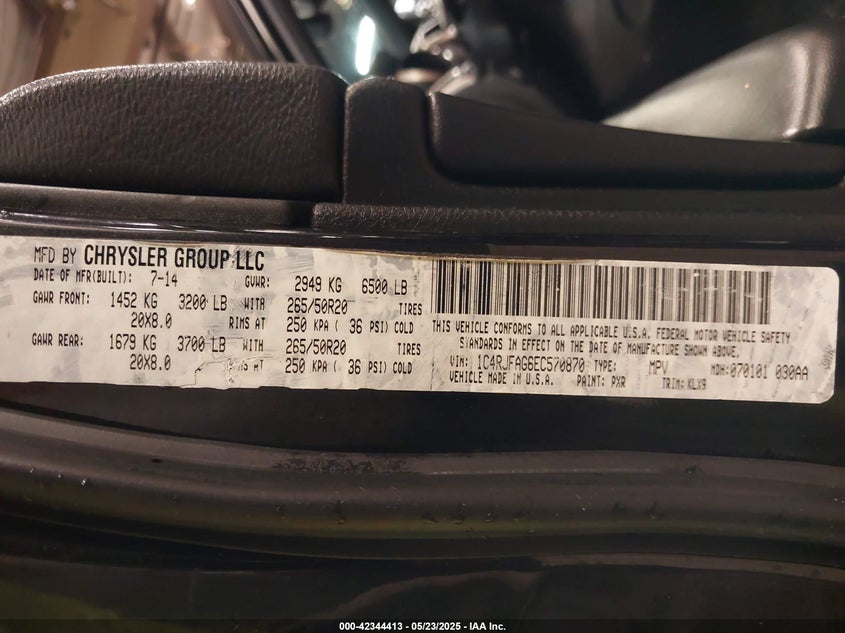 MFD BY CHRYSLER GROUP LLC
DATE OF MFR(BUILT): 7-14 GVWR: 2949 KG 6500 LB
GAWR FRONT: 1452 KG 3200 LB WITH 265/50R20 TIRES
20X8.0 RIMS AT 250 KPA ( 36 PSI) COLD
GAWR REAR: 1679 KG 3700 LB WITH 265/50R20 TIRES
20X8.0 MS AT 250 KPA ( 36 PSI) COLD
THIS VEHICLE CONFORMS TO ALL APPLICABLE U.S.A. FEDERAL MOTOR VEHICLE SAFETY
STANDARDS IN EFFECT ON THE DATE OF MANUFACTURE SHOWN ABOVE.
VIN: 1C4RJFAG6EC570870 TYPE: MPV MDH: 070101 030AA
VEHICLE MADE IN U.S.A. PAINT: PXR TRIM: KLX9
000-42344413 - 05/23/2025 - IAA Inc.